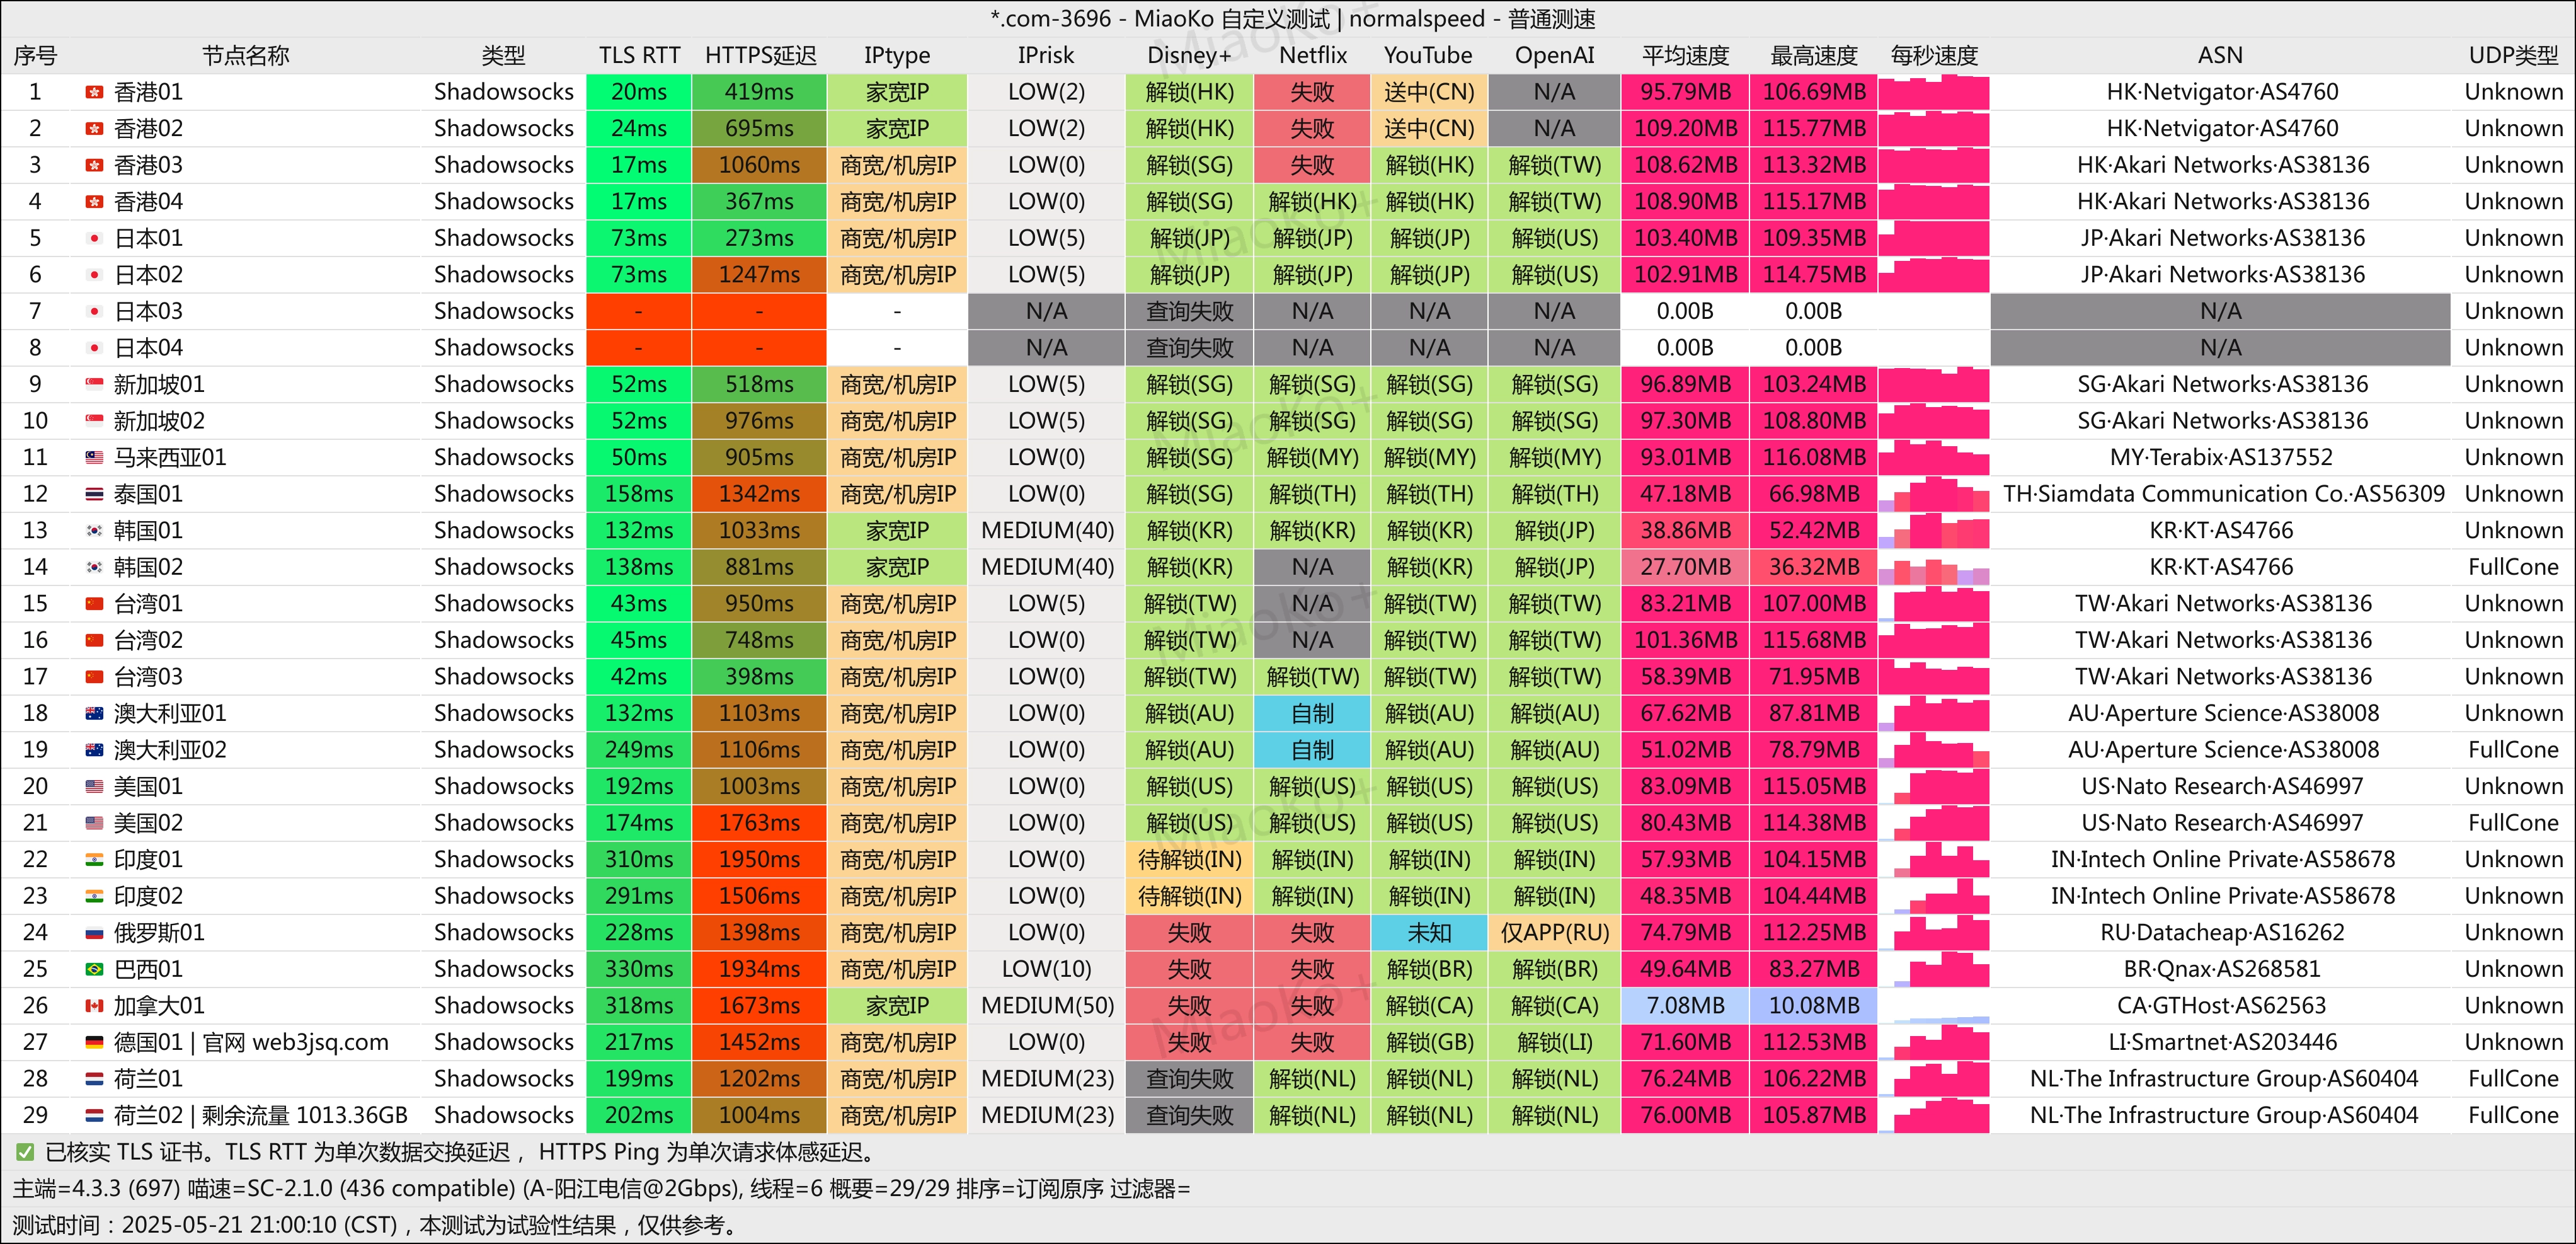 *.com-3696 - MiaoKo 自定义测试 | normalspeed - 普通测速
序号 节点名称 类型 TLS RTT HTTPS延迟 IPtype IPrisk Disney+ Netflix YouTube OpenAI 平均速度 最高速度 每秒速度 ASN UDP类型
1 香港01 Shadowsocks 20ms 419ms 家宽IP LOW(2) 解锁(HK) 失败 送中(CN) N/A 95.79MB 106.69MB HK·Netvigator·AS4760 Unknown
2 香港02 Shadowsocks 24ms 695ms 家宽IP LOW(2) 解锁(HK) 失败 送中(CN) N/A 109.20MB 115.77MB HK·Netvigator·AS4760 Unknown
3 香港03 Shadowsocks 17ms 1060ms 商宽/机房IP LOW(0) 解锁(SG) 失败 解锁(HK) 解锁(TW) 108.62MB 113.32MB HK·Akari Networks·AS38136 Unknown
4 香港04 Shadowsocks 17ms 367ms 商宽/机房IP LOW(0) 解锁(SG) 解锁(HK) 解锁(HK) 解锁(TW) 108.90MB 115.17MB HK·Akari Networks·AS38136 Unknown
5 日本01 Shadowsocks 73ms 273ms 商宽/机房IP LOW(5) 解锁(JP) 解锁(JP) 解锁(JP) 解锁(US) 103.40MB 109.35MB JP·Akari Networks·AS38136 Unknown
6 日本02 Shadowsocks 73ms 1247ms 商宽/机房IP LOW(5) 解锁(JP) 解锁(JP) 解锁(JP) 解锁(US) 102.91MB 114.75MB JP·Akari Networks·AS38136 Unknown
7 日本03 Shadowsocks - - - N/A 查询失败 N/A N/A N/A 0.00B 0.00B N/A Unknown
8 日本04 Shadowsocks - - - N/A 查询失败 N/A N/A N/A 0.00B 0.00B N/A Unknown
9 新加坡01 Shadowsocks 52ms 518ms 商宽/机房IP LOW(5) 解锁(SG) 解锁(SG) 解锁(SG) 解锁(SG) 96.89MB 103.24MB SG·Akari Networks·AS38136 Unknown
10 新加坡02 Shadowsocks 52ms 976ms 商宽/机房IP LOW(5) 解锁(SG) 解锁(SG) 解锁(SG) 解锁(SG) 97.30MB 108.80MB SG·Akari Networks·AS38136 Unknown
11 马来西亚01 Shadowsocks 50ms 905ms 商宽/机房IP LOW(0) 解锁(SG) 解锁(MY) 解锁(MY) 解锁(MY) 93.01MB 116.08MB MY·Terabix·AS137552 Unknown
12 泰国01 Shadowsocks 158ms 1342ms 商宽/机房IP LOW(0) 解锁(SG) 解锁(TH) 解锁(TH) 解锁(TH) 47.18MB 66.98MB TH·Siamdata Communication Co.·AS56309 Unknown
13 韩国01 Shadowsocks 132ms 1033ms 家宽IP MEDIUM(40) 解锁(KR) 解锁(KR) 解锁(KR) 解锁(JP) 38.86MB 52.42MB KR·KT·AS4766 Unknown
14 韩国02 Shadowsocks 138ms 881ms 家宽IP MEDIUM(40) 解锁(KR) N/A 解锁(KR) 解锁(JP) 27.70MB 36.32MB KR·KT·AS4766 FullCone
15 台湾01 Shadowsocks 43ms 950ms 商宽/机房IP LOW(5) 解锁(TW) N/A 解锁(TW) 解锁(TW) 83.21MB 107.00MB TW·Akari Networks·AS38136 Unknown
16 台湾02 Shadowsocks 45ms 748ms 商宽/机房IP LOW(0) 解锁(TW) N/A 解锁(TW) 解锁(TW) 101.36MB 115.68MB TW·Akari Networks·AS38136 Unknown
17 台湾03 Shadowsocks 42ms 398ms 商宽/机房IP LOW(0) 解锁(TW) 解锁(TW) 解锁(TW) 解锁(TW) 58.39MB 71.95MB TW·Akari Networks·AS38136 Unknown
18 澳大利亚01 Shadowsocks 132ms 1103ms 商宽/机房IP LOW(0) 解锁(AU) 自制 解锁(AU) 解锁(AU) 67.62MB 87.81MB AU·Aperture Science·AS38008 Unknown
19 澳大利亚02 Shadowsocks 249ms 1106ms 商宽/机房IP LOW(0) 解锁(AU) 自制 解锁(AU) 解锁(AU) 51.02MB 78.79MB AU·Aperture Science·AS38008 FullCone
20 美国01 Shadowsocks 192ms 1003ms 商宽/机房IP LOW(0) 解锁(US) 解锁(US) 解锁(US) 解锁(US) 83.09MB 115.05MB US·Nato Research·AS46997 Unknown
21 美国02 Shadowsocks 174ms 1763ms 商宽/机房IP LOW(0) 解锁(US) 解锁(US) 解锁(US) 解锁(US) 80.43MB 114.38MB US·Nato Research·AS46997 FullCone
22 印度01 Shadowsocks 310ms 1950ms 商宽/机房IP LOW(0) 待解锁(IN) 解锁(IN) 解锁(IN) 解锁(IN) 57.93MB 104.15MB IN·Intech Online Private·AS58678 Unknown
23 印度02 Shadowsocks 291ms 1506ms 商宽/机房IP LOW(0) 待解锁(IN) 解锁(IN) 解锁(IN) 解锁(IN) 48.35MB 104.44MB IN·Intech Online Private·AS58678 Unknown
24 俄罗斯01 Shadowsocks 228ms 1398ms 商宽/机房IP LOW(0) 失败 失败 未知 仅APP(RU) 74.79MB 112.25MB RU·Datacheap·AS16262 Unknown
25 巴西01 Shadowsocks 330ms 1934ms 商宽/机房IP LOW(10) 失败 失败 解锁(BR) 解锁(BR) 49.64MB 83.27MB BR·Qnax·AS268581 Unknown
26 加拿大01 Shadowsocks 318ms 1673ms 家宽IP MEDIUM(50) 失败 失败 解锁(CA) 解锁(CA) 7.08MB 10.08MB CA·GTHost·AS62563 Unknown
27 德国01 | 官网 web3jsq.com Shadowsocks 217ms 1452ms 商宽/机房IP LOW(0) 失败 失败 解锁(GB) 解锁(LI) 71.60MB 112.53MB LI·Smartnet·AS203446 Unknown
28 荷兰01 Shadowsocks 199ms 1202ms 商宽/机房IP MEDIUM(23) 查询失败 解锁(NL) 解锁(NL) 解锁(NL) 76.24MB 106.22MB NL·The Infrastructure Group·AS60404 FullCone
29 荷兰02 | 剩余流量 1013.36GB Shadowsocks 202ms 1004ms 商宽/机房IP MEDIUM(23) 查询失败 解锁(NL) 解锁(NL) 解锁(NL) 76.00MB 105.87MB NL·The Infrastructure Group·AS60404 FullCone
✅ 已核实 TLS 证书。TLS RTT 为单次数据交换延迟， HTTPS Ping 为单次请求体感延迟。
主端=4.3.3 (697) 喵速=SC-2.1.0 (436 compatible) (A-阳江电信@2Gbps), 线程=6 概要=29/29 排序=订阅原序 过滤器=
测试时间：2025-05-21 21:00:10 (CST)，本测试为试验性结果，仅供参考。
MiaoKo+
MiaoKo+
MiaoKo+
MiaoKo+
MiaoKo+
MiaoKo+